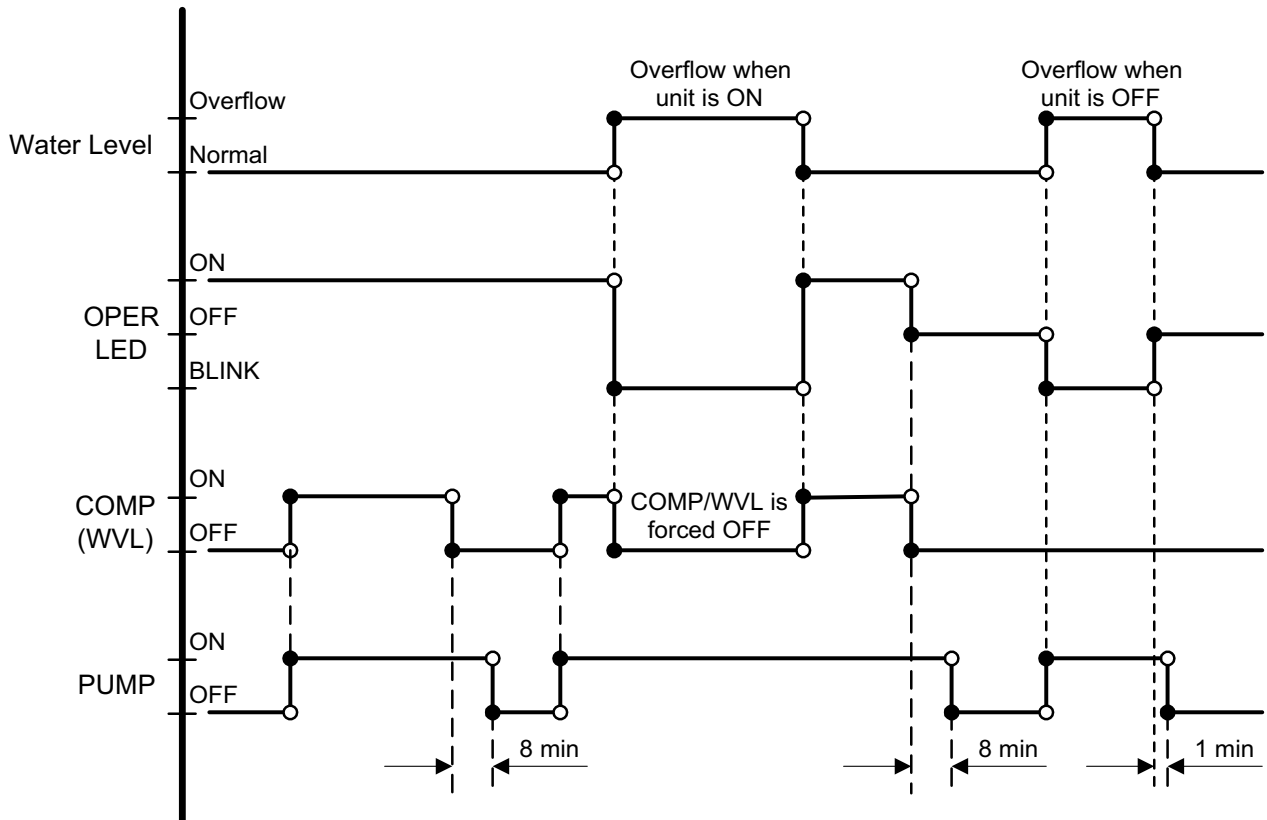 Overflow when
unit is ON
Overflow when
unit is OFF
Overflow
Water Level
Normal
ON
OPER
LED
OFF
BLINK
ON
COMP
(WVL)
OFF
COMP/WVL is
forced OFF
ON
PUMP
OFF
8 min
8 min
1 min